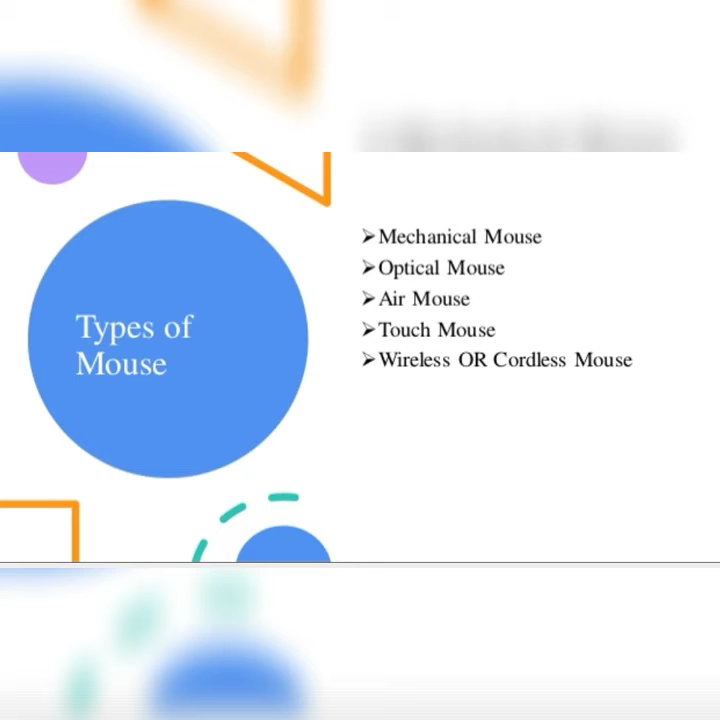 Types of
Mouse
➢Mechanical Mouse
➢Optical Mouse
➢Air Mouse
➢Touch Mouse
➢Wireless OR Cordless Mouse